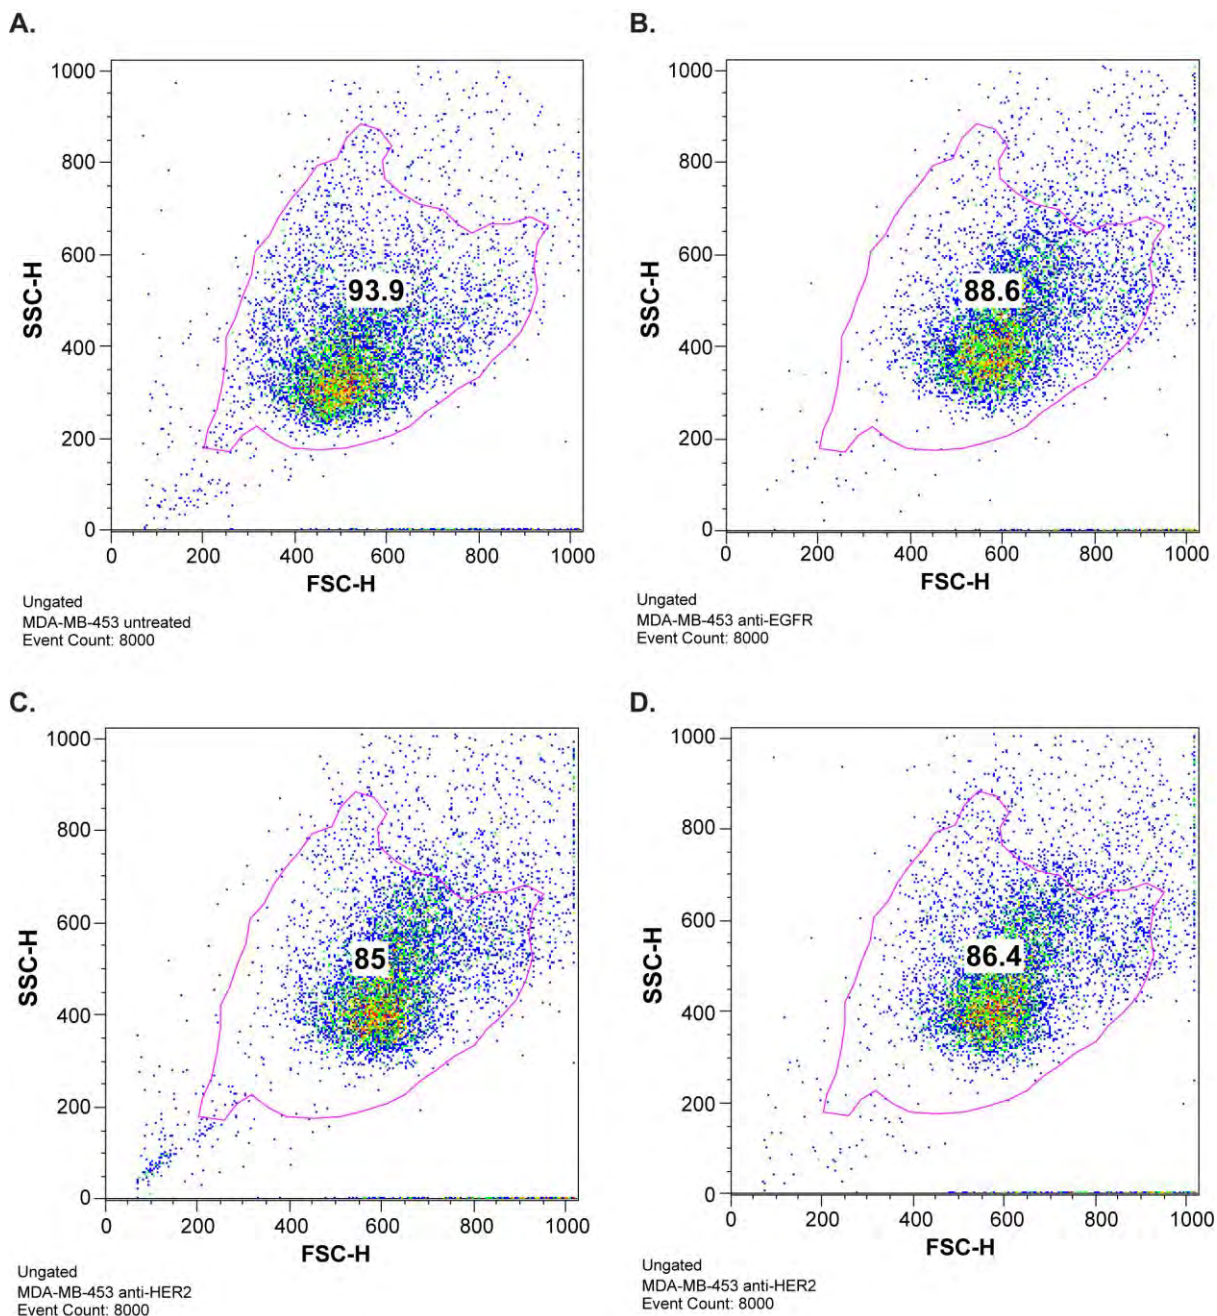 A.
1000
800
600
400
200
0
SSC-H
93.9
0 200 400 600 800 1000
FSC-H
Ungated
MDA-MB-453 untreated
Event Count: 8000
B.
1000
800
600
400
200
0
SSC-H
88.6
0 200 400 600 800 1000
FSC-H
Ungated
MDA-MB-453 anti-EGFR
Event Count: 8000
C.
1000
800
600
400
200
0
SSC-H
85
0 200 400 600 800 1000
FSC-H
Ungated
MDA-MB-453 anti-HER2
Event Count: 8000
D.
1000
800
600
400
200
0
SSC-H
86.4
0 200 400 600 800 1000
FSC-H
Ungated
MDA-MB-453 anti-HER2
Event Count: 8000